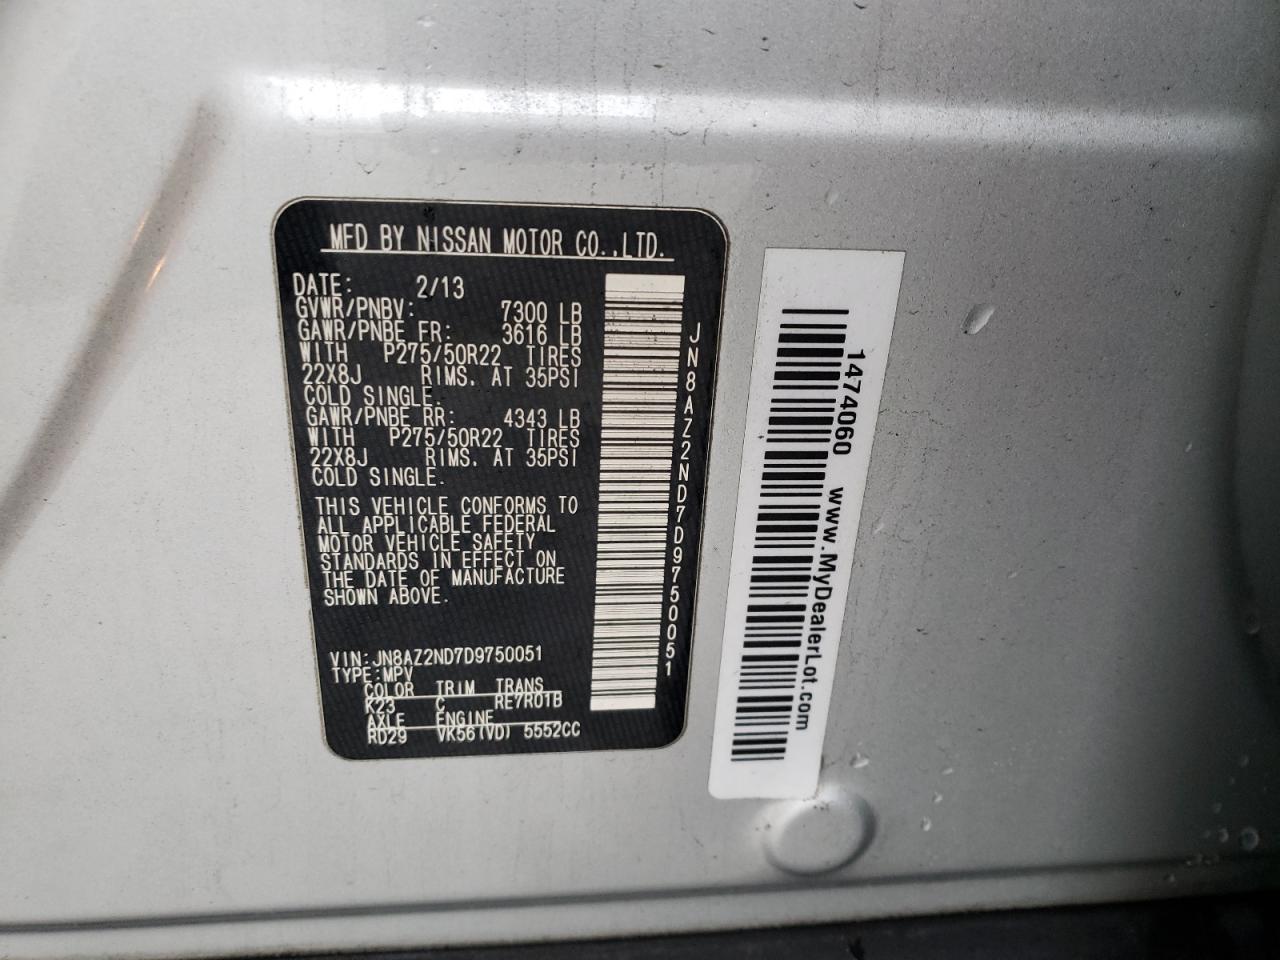 MFD BY NISSAN MOTOR CO.,LTD.
DATE: 2/13
GVWR/PNBV: 7300 LB
GAWR/PNBE FR: 3616 LB
WITH P275/50R22 TIRES
22X8J RIMS. AT 35PSI
COLD SINGLE.
GAWR/PNBE RR: 4343 LB
WITH P275/50R22 TIRES
22X8J RIMS. AT 35PSI
COLD SINGLE.
THIS VEHICLE CONFORMS TO
ALL APPLICABLE FEDERAL
MOTOR VEHICLE SAFETY
STANDARDS IN EFFECT ON
THE DATE OF MANUFACTURE
SHOWN ABOVE.
VIN:JN8AZ2ND7D9750051
TYPE:MPV
COLOR TRIM TRANS
K23 C RE7R01B
AXLE ENGINE
RD29 VK56(VD) 5552CC
JN8AZ2ND7D9750051
1474060 www.MyDealerLot.com